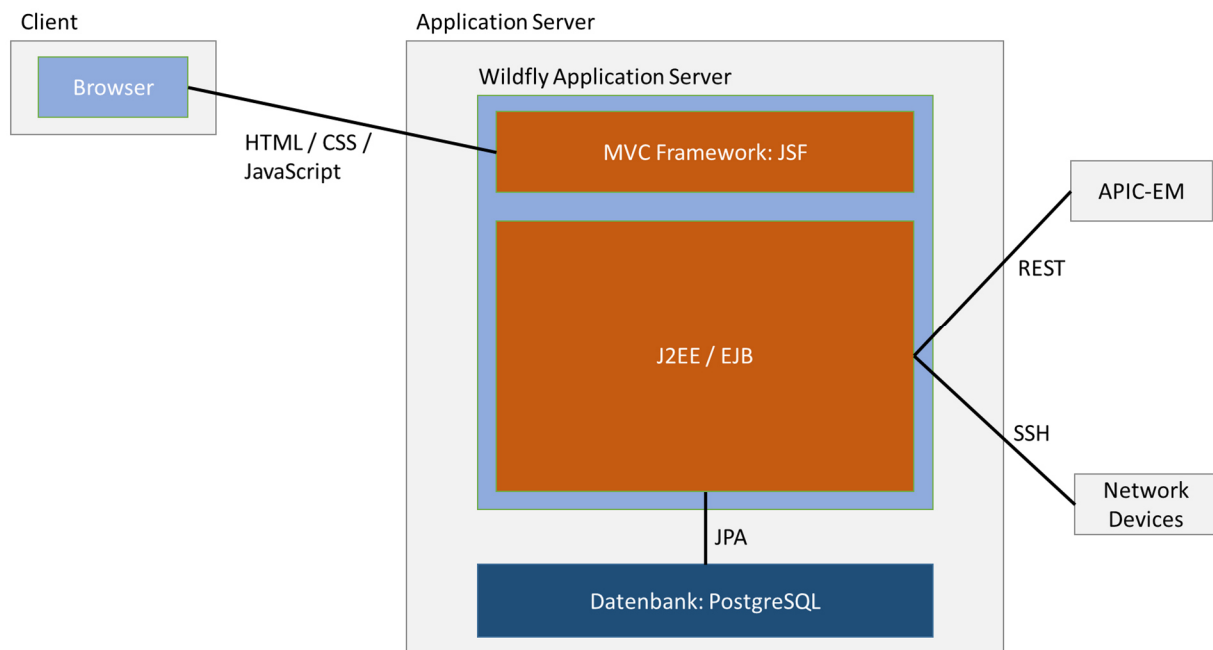 Client
Application Server
Browser
Wildfly Application Server
HTML / CSS /
JavaScript
MVC Framework: JSF
APIC-EM
REST
J2EE / EJB
SSH
Network
Devices
JPA
Datenbank: PostgreSQL